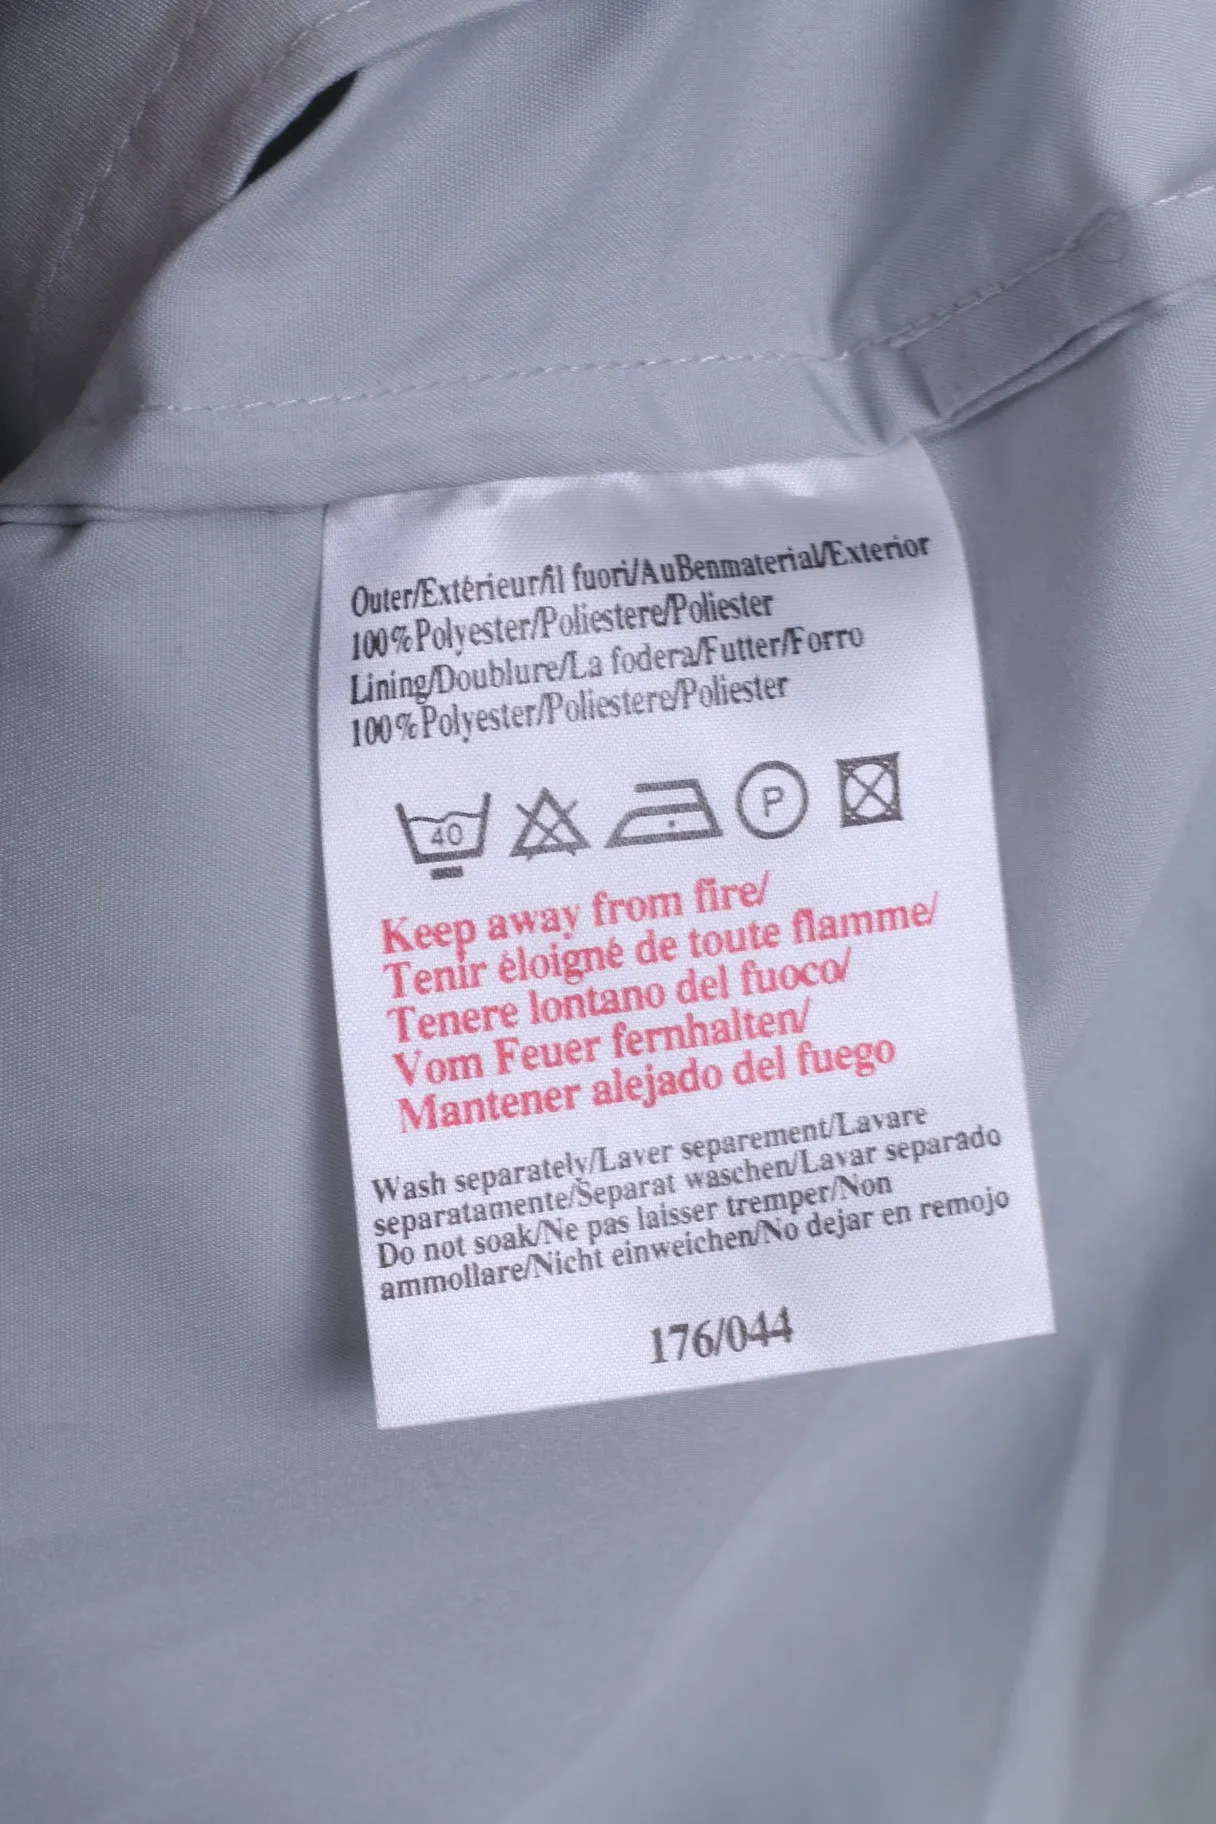 Outer/Extérieur/il fuori/AuBenmaterial/Exterior
100%Polyester/Poliestere/Poliester
Lining/Doublure/La fodera/Futter/Forro
100%Polyester/Poliestere/Poliester
40 P
Keep away from fire/
Tenir éloigné de toute flamme/
Tenere lontano del fuoco/
Vom Feuer fernhalten/
Mantener alejado del fuego
Wash separately/Laver separement/Lavare
separatamente/Separat waschen/Lavar separado
Do not soak/Ne pas laisser tremper/Non
ammollare/Nicht einweichen/No dejar en remojo
176/044